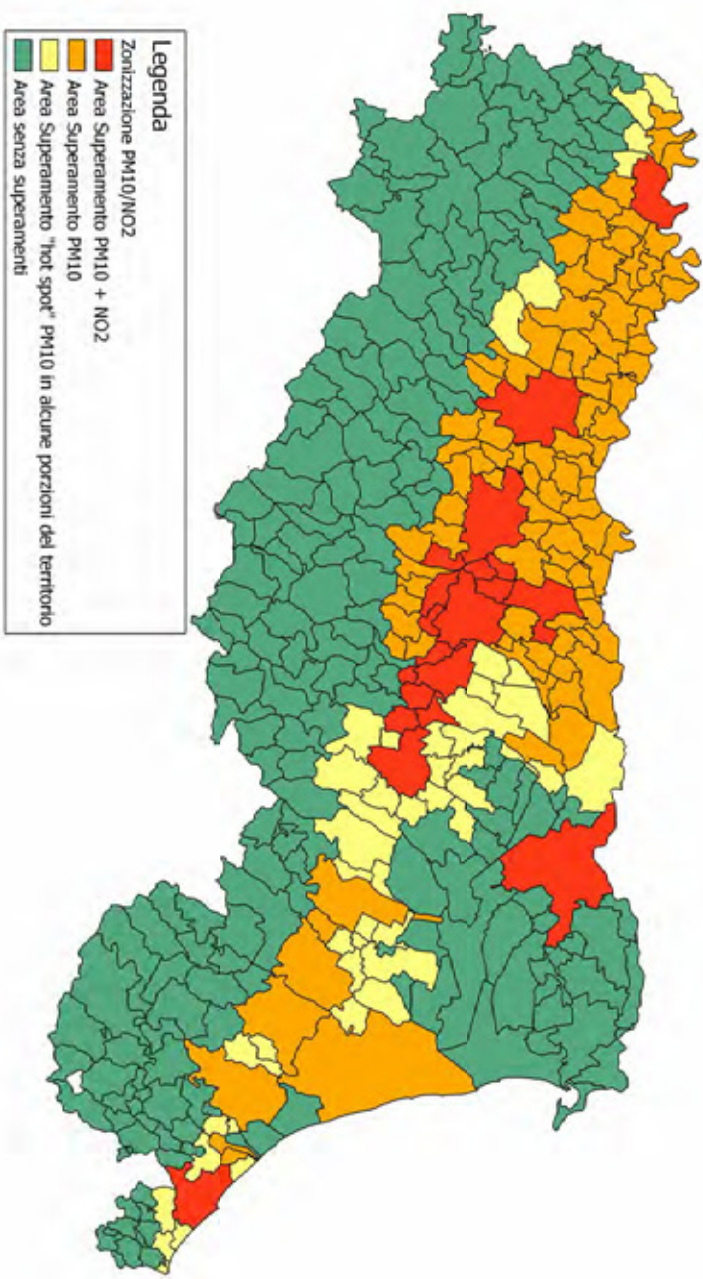 Legenda
Zonizzazione PM10/NO2
Area Superamento PM10 + NO2
Area Superamento PM10
Area Superamento "hot spot" PM10 in alcune porzioni del territorio
Area senza superamenti